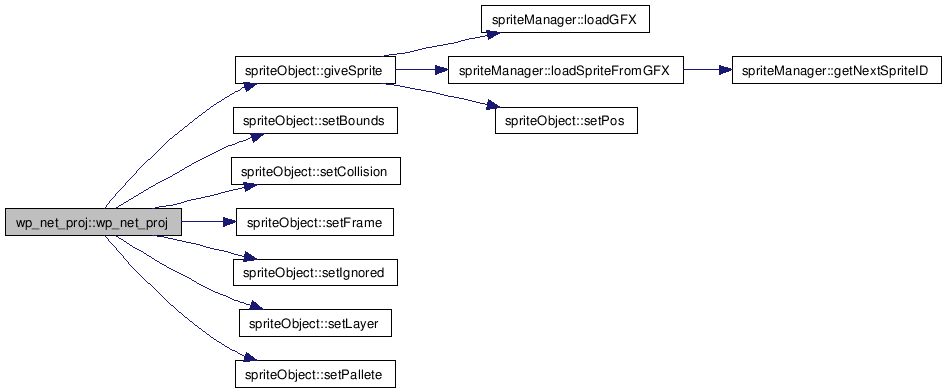 spriteManager::loadGFX
spriteObject::giveSprite
spriteManager::loadSpriteFromGFX
spriteManager::getNextSpriteID
spriteObject::setBounds
spriteObject::setPos
spriteObject::setCollision
wp_net_proj::wp_net_proj
spriteObject::setFrame
spriteObject::setIgnored
spriteObject::setLayer
spriteObject::setPallete